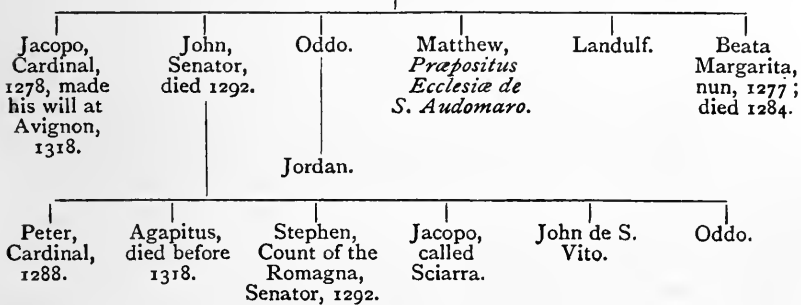 Jacopo,
Cardinal,
1278, made
his will at
Avignon,
1318.
John,
Senator,
died 1292.
Oddo.
Matthew,
Præpositus
Ecclesiæ de
S. Audomaro.
Landulf.
Beata
Margarita,
nun, 1277;
died 1284.
Jordan.
Peter,
Cardinal,
1288.
Agapitus,
died before
1318.
Stephen,
Count of the
Romagna,
Senator, 1292.
Jacopo,
called
Sciarra.
John de S.
Vito.
Oddo.